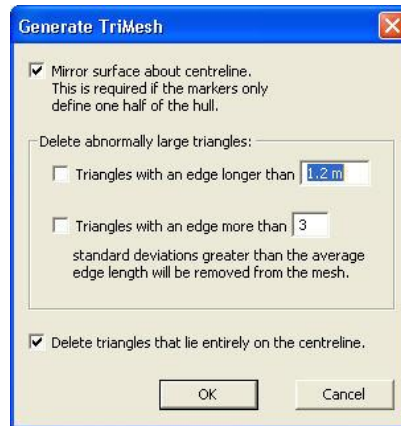 Generate TriMesh
Mirror surface about centreline.
This is required if the markers only
define one half of the hull.
Delete abnormally large triangles:
Triangles with an edge longer than 1.2 m
Triangles with an edge more than 3
standard deviations greater than the average
edge length will be removed from the mesh.
Delete triangles that lie entirely on the centreline.
OK Cancel